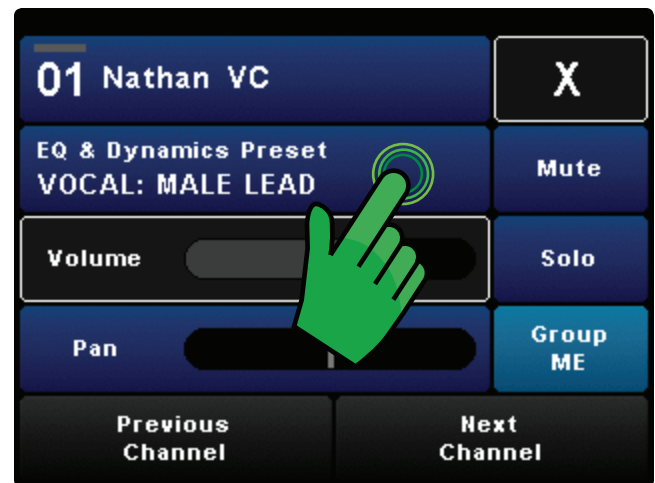 01 Nathan VC
X
EQ & Dynamics Preset
VOCAL: MALE LEAD
Mute
Volume
Solo
Pan
Group
ME
Previous
Channel
Next
Channel